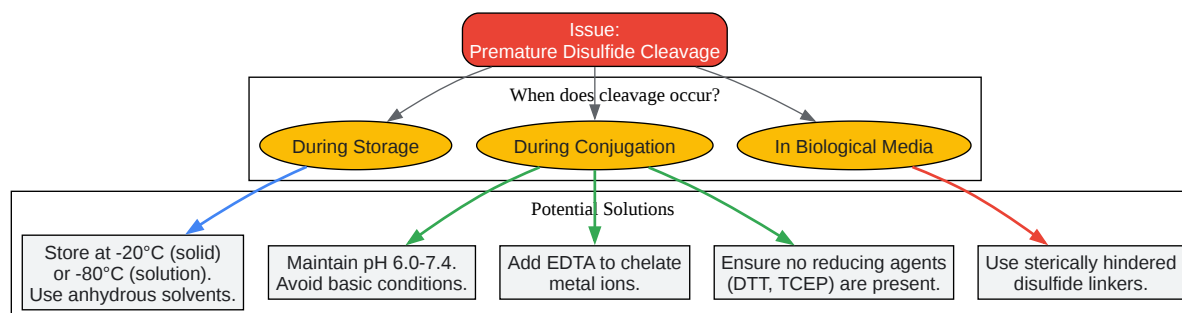 Issue:
Premature Disulfide Cleavage
When does cleavage occur?
During Storage
During Conjugation
In Biological Media
Potential Solutions
Store at -20°C (solid)
or -80°C (solution).
Use anhydrous solvents.
Maintain pH 6.0-7.4.
Avoid basic conditions.
Add EDTA to chelate
metal ions.
Ensure no reducing agents
(DTT, TCEP) are present.
Use sterically hindered
disulfide linkers.